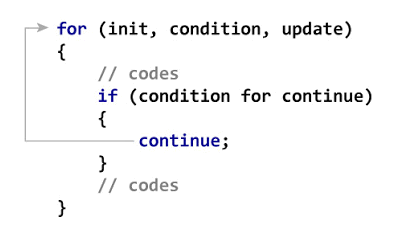 for (init, condition, update)
{
// codes
if (condition for continue)
{
continue;
}
// codes
}